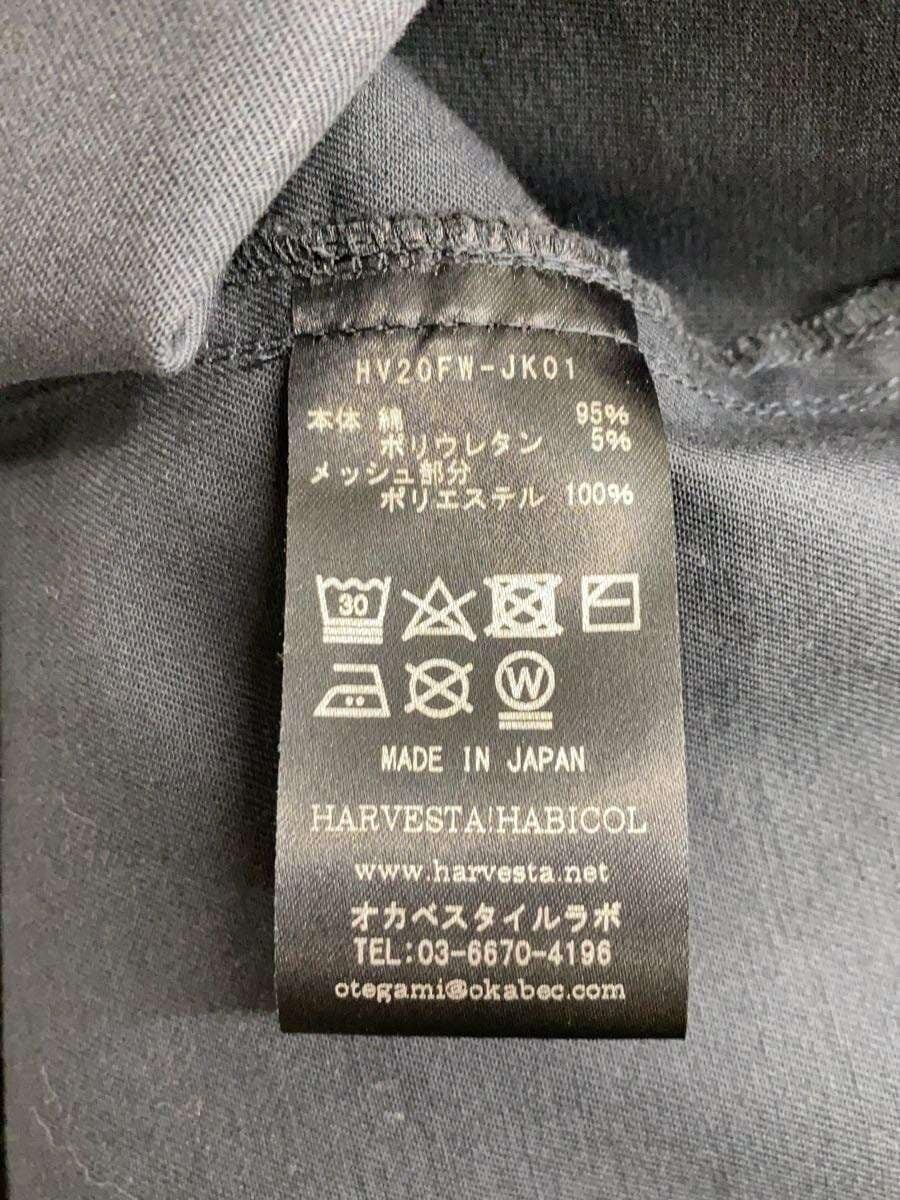 HV20FW-JK01
本体 綿 95%
ポリウレタン 5%
メッシュ部分
ポリエステル 100%
30
W
MADE IN JAPAN
HARVESTA!HABICOL
www.harvesta.net
オカベスタイルラボ
TEL:03-6670-4196
otegami@okabec.com